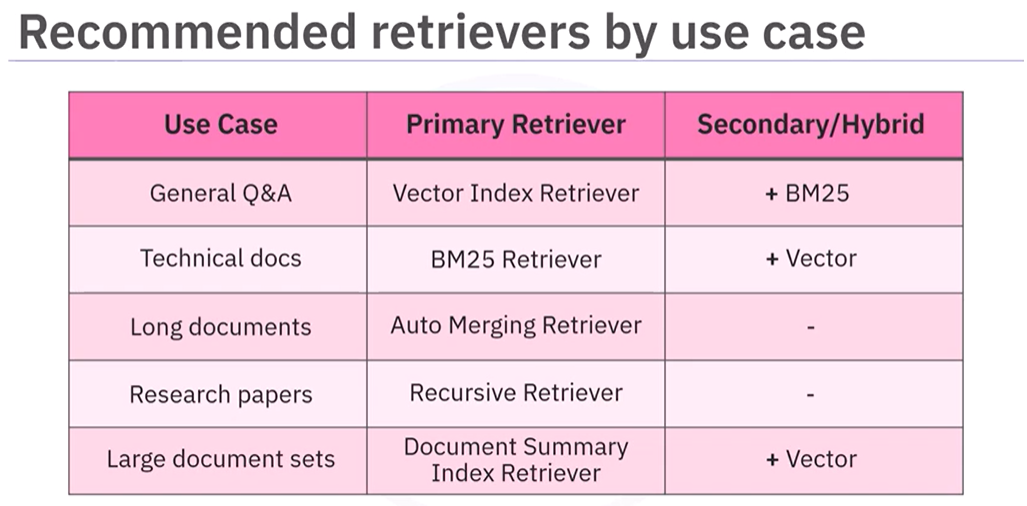 Recommended retrievers by use case
Use Case Primary Retriever Secondary/Hybrid
General Q&A Vector Index Retriever + BM25
Technical docs BM25 Retriever + Vector
Long documents Auto Merging Retriever -
Research papers Recursive Retriever -
Large document sets Document Summary Index Retriever + Vector